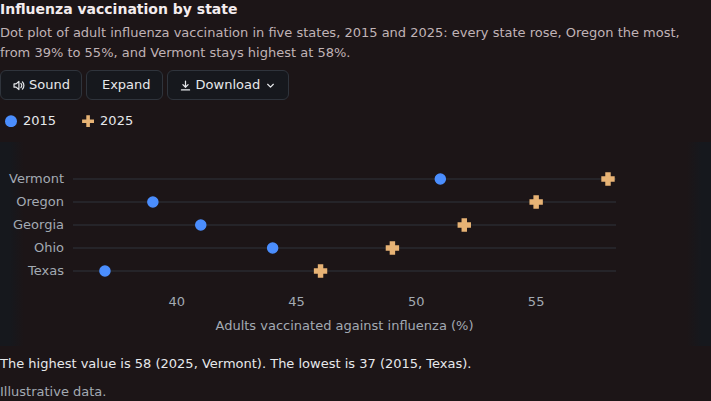 Influenza vaccination by state
Dot plot of adult influenza vaccination in five states, 2015 and 2025: every state rose, Oregon the most,
from 39% to 55%, and Vermont stays highest at 58%.
Sound Expand Download
2015 2025
Vermont
Oregon
Georgia
Ohio
Texas
40 45 50 55
Adults vaccinated against influenza (%)
The highest value is 58 (2025, Vermont). The lowest is 37 (2015, Texas).
Illustrative data.